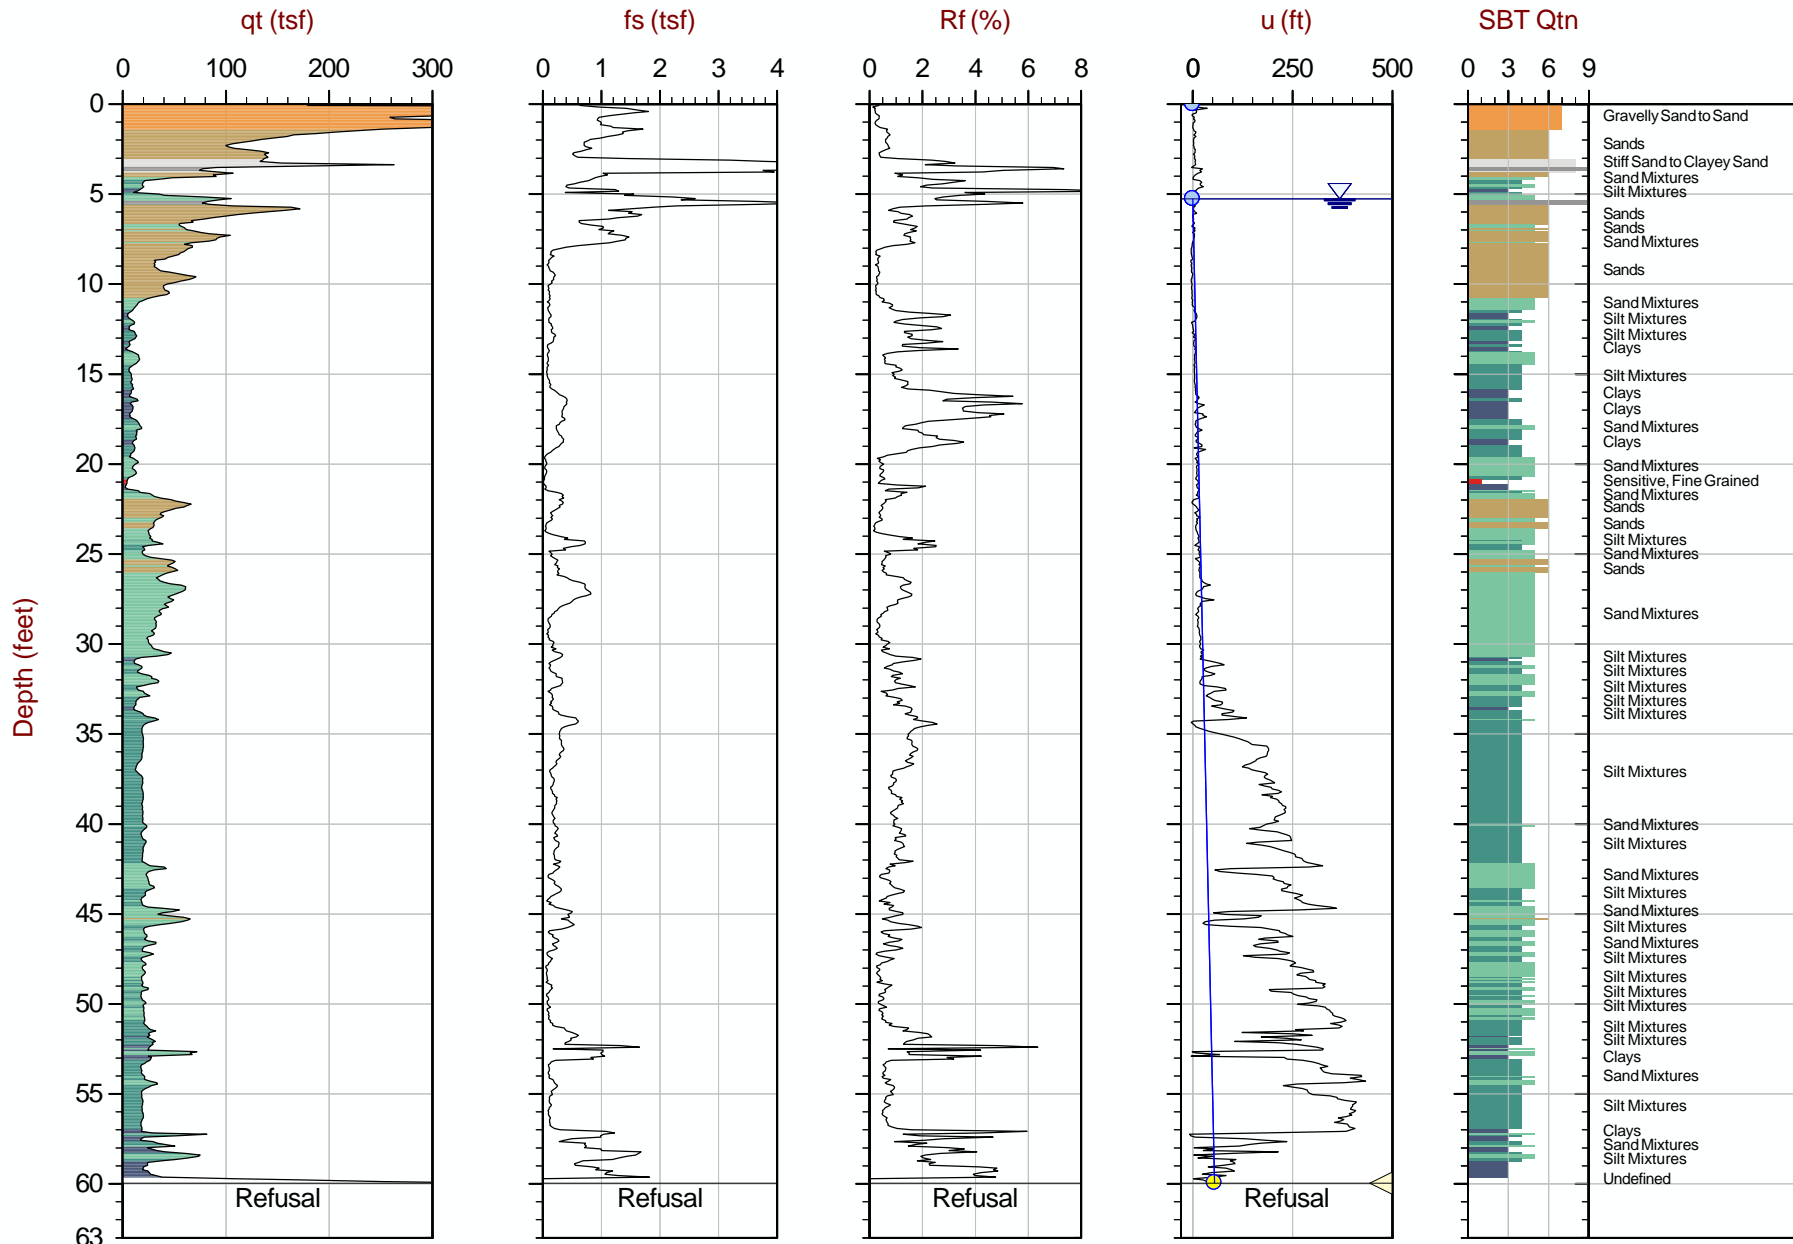 qt (tsf) fs (tsf) Rf (%) u (ft) SBT Qtn
0 100 200 300 0 1 2 3 4 0 2 4 6 8 0 250 500 0 3 6 9
Depth (feet)
0
5
10
15
20
25
30
35
40
45
50
55
60
63
Gravelly Sand to Sand
Sands
Stiff Sand to Clayey Sand
Sand Mixtures
Silt Mixtures
Sands
Sands
Sand Mixtures
Sands
Sand Mixtures
Silt Mixtures
Silt Mixtures
Clays
Silt Mixtures
Clays
Clays
Sand Mixtures
Clays
Sand Mixtures
Sensitive, Fine Grained
Sand Mixtures
Sands
Sands
Silt Mixtures
Sand Mixtures
Sands
Sand Mixtures
Silt Mixtures
Silt Mixtures
Silt Mixtures
Silt Mixtures
Silt Mixtures
Silt Mixtures
Sand Mixtures
Silt Mixtures
Sand Mixtures
Silt Mixtures
Sand Mixtures
Silt Mixtures
Sand Mixtures
Silt Mixtures
Silt Mixtures
Silt Mixtures
Silt Mixtures
Silt Mixtures
Silt Mixtures
Clays
Sand Mixtures
Silt Mixtures
Clays
Sand Mixtures
Silt Mixtures
Undefined
Refusal Refusal Refusal Refusal